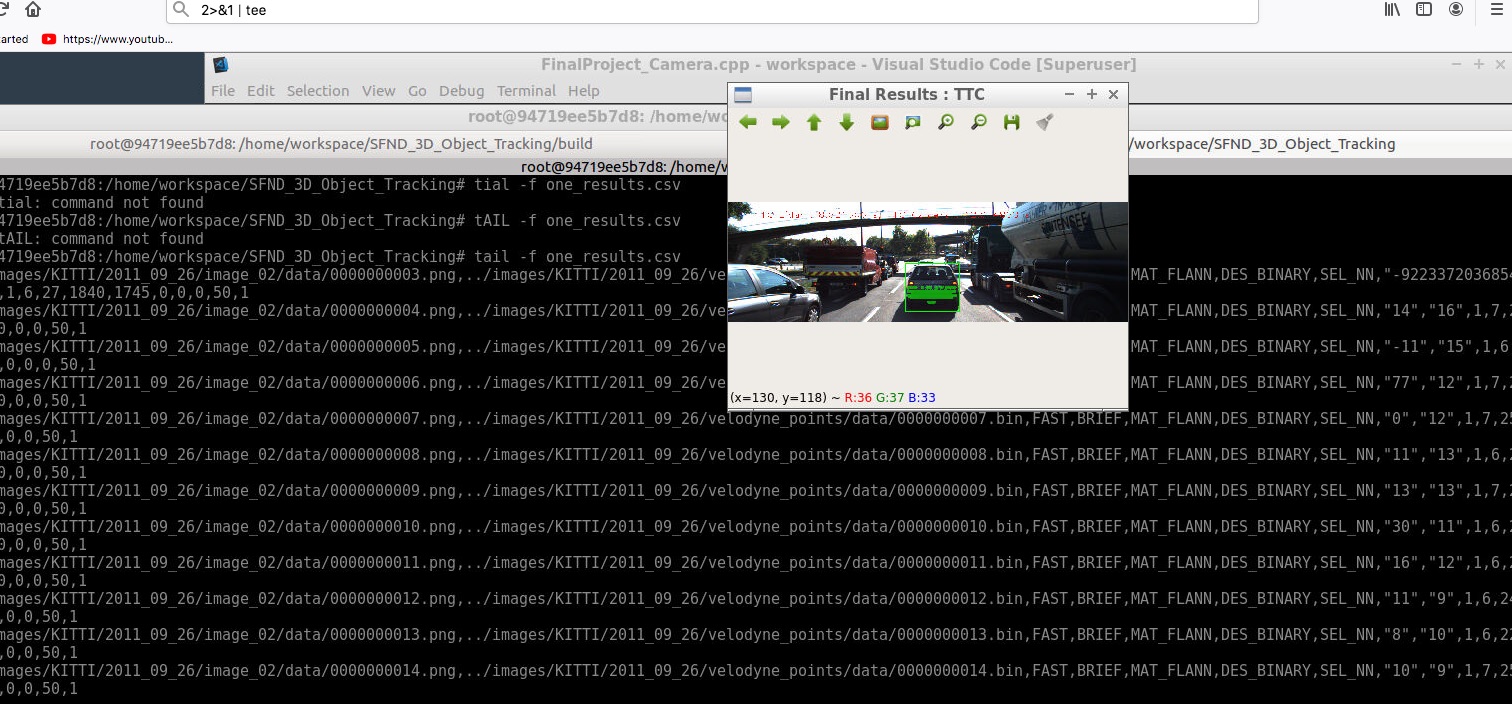 2>&1 | tee
arted https://www.youtub...
FinalProject_Camera.cpp - workspace - Visual Studio Code [Superuser]
File Edit Selection View Go Debug Terminal Help
Final Results : TTC
root@94719ee5b7d8: /home/wo
root@94719ee5b7d8: /home/workspace/SFND_3D_Object_Tracking/build
/workspace/SFND_3D_Object_Tracking
root@94719ee5b7d8: /home/w
94719ee5b7d8:/home/workspace/SFND_3D_Object_Tracking# tial -f one_results.csv
tial: command not found
94719ee5b7d8:/home/workspace/SFND_3D_Object_Tracking# tAIL -f one_results.csv
tAIL: command not found
94719ee5b7d8:/home/workspace/SFND_3D_Object_Tracking# tail -f one_results.csv
mages/KITTI/2011_09_26/image_02/data/0000000003.png,../images/KITTI/2011_09_26/ve MAT_FLANN,DES_BINARY,SEL_NN,"-9223372036854
,1,6,27,1840,1745,0,0,0,50,1
mages/KITTI/2011_09_26/image_02/data/0000000004.png,../images/KITTI/2011_09_26/ve MAT_FLANN,DES_BINARY,SEL_NN,"14","16",1,7,2
0,0,0,50,1
mages/KITTI/2011_09_26/image_02/data/0000000005.png,../images/KITTI/2011_09_26/ve MAT_FLANN,DES_BINARY,SEL_NN,"-11","15",1,6
,0,0,0,50,1
mages/KITTI/2011_09_26/image_02/data/0000000006.png,../images/KITTI/2011_09_26/ve MAT_FLANN,DES_BINARY,SEL_NN,"77","12",1,7,2
0,0,0,50,1
(x=130, y=118) ~ R:36 G:37 B:33
mages/KITTI/2011_09_26/image_02/data/0000000007.png,../images/KITTI/2011_09_26/velodyne_points/data/0000000007.bin,FAST,BRIEF,MAT_FLANN,DES_BINARY,SEL_NN,"0","12",1,7,25
,0,0,50,1
mages/KITTI/2011_09_26/image_02/data/0000000008.png,../images/KITTI/2011_09_26/velodyne_points/data/0000000008.bin,FAST,BRIEF,MAT_FLANN,DES_BINARY,SEL_NN,"11","13",1,6,2
0,0,0,50,1
mages/KITTI/2011_09_26/image_02/data/0000000009.png,../images/KITTI/2011_09_26/velodyne_points/data/0000000009.bin,FAST,BRIEF,MAT_FLANN,DES_BINARY,SEL_NN,"13","13",1,7,2
0,0,0,50,1
mages/KITTI/2011_09_26/image_02/data/0000000010.png,../images/KITTI/2011_09_26/velodyne_points/data/0000000010.bin,FAST,BRIEF,MAT_FLANN,DES_BINARY,SEL_NN,"30","11",1,6,2
0,0,0,50,1
mages/KITTI/2011_09_26/image_02/data/0000000011.png,../images/KITTI/2011_09_26/velodyne_points/data/0000000011.bin,FAST,BRIEF,MAT_FLANN,DES_BINARY,SEL_NN,"16","12",1,6,2
0,0,0,50,1
mages/KITTI/2011_09_26/image_02/data/0000000012.png,../images/KITTI/2011_09_26/velodyne_points/data/0000000012.bin,FAST,BRIEF,MAT_FLANN,DES_BINARY,SEL_NN,"11","9",1,6,24
,0,0,50,1
mages/KITTI/2011_09_26/image_02/data/0000000013.png,../images/KITTI/2011_09_26/velodyne_points/data/0000000013.bin,FAST,BRIEF,MAT_FLANN,DES_BINARY,SEL_NN,"8","10",1,6,22
,0,0,50,1
mages/KITTI/2011_09_26/image_02/data/0000000014.png,../images/KITTI/2011_09_26/velodyne_points/data/0000000014.bin,FAST,BRIEF,MAT_FLANN,DES_BINARY,SEL_NN,"10","9",1,7,25
,0,0,50,1